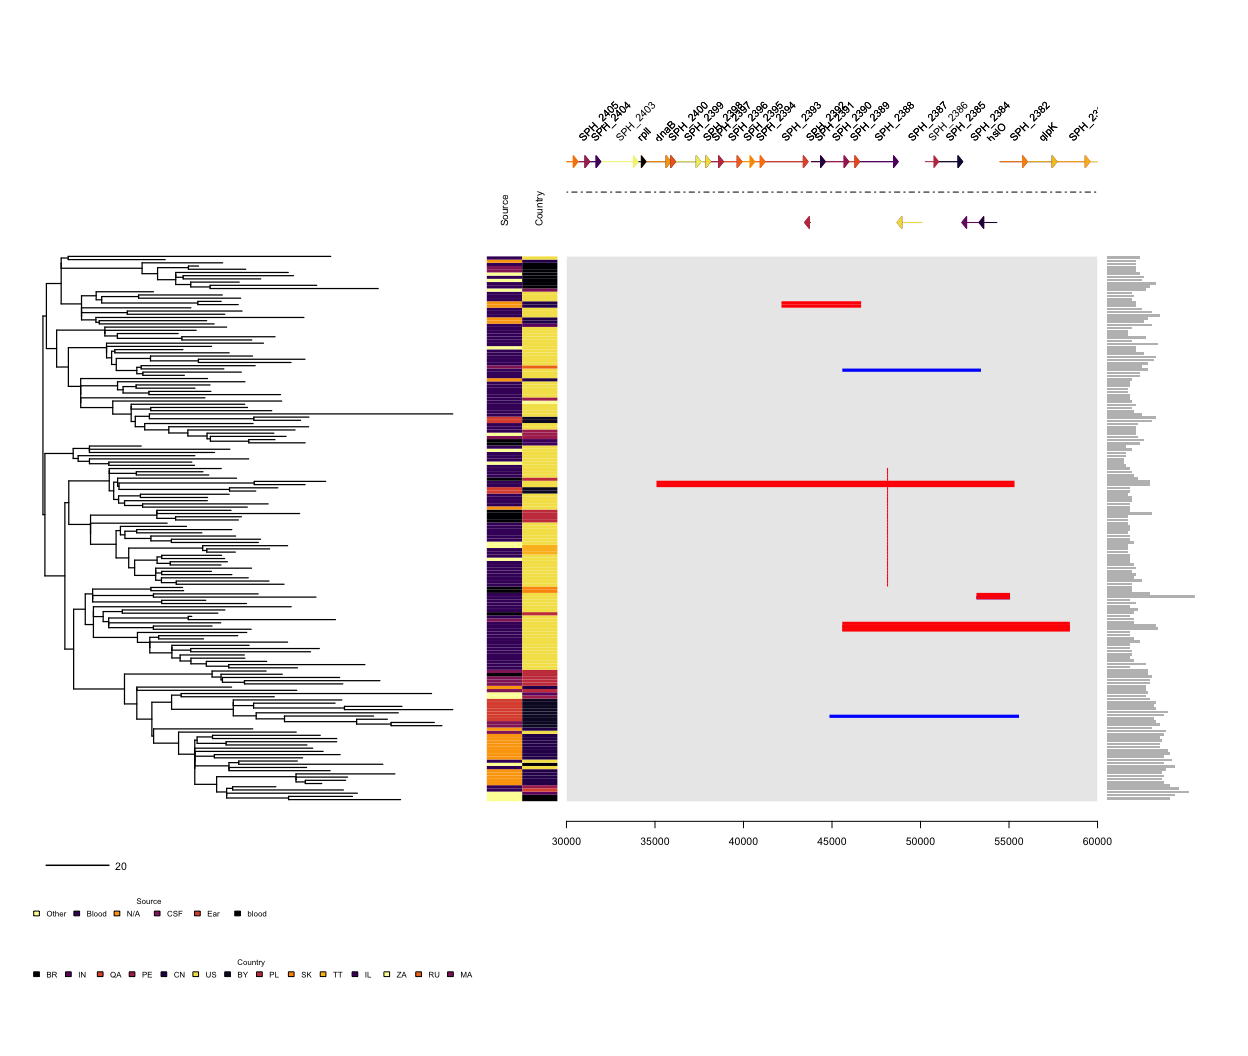 SPH_2405
SPH_2404
SPH_2403
rplI
dnaB
SPH_2400
SPH_2399
SPH_2398
SPH_2397
SPH_2396
SPH_2395
SPH_2394
SPH_2393
SPH_2392
SPH_2391
SPH_2390
SPH_2389
SPH_2388
SPH_2387
SPH_2386
SPH_2385
SPH_2384
hslO
SPH_2382
glpK
Source
Country
30000 35000 40000 45000 50000 55000 60000
20
Source
Other Blood N/A CSF Ear blood
Country
BR IN QA PE CN US BY PL SK TT IL ZA RU MA